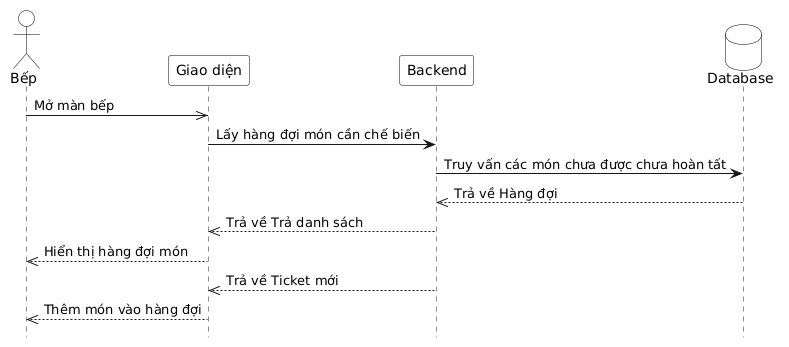 Bếp
Giao diện
Backend
Database
Mở màn bếp
Lấy hàng đợi món cần chế biến
Truy vấn các món chưa được chưa hoàn tất
Trả về Hàng đợi
Trả về Trả danh sách
Hiển thị hàng đợi món
Trả về Ticket mới
Thêm món vào hàng đợi